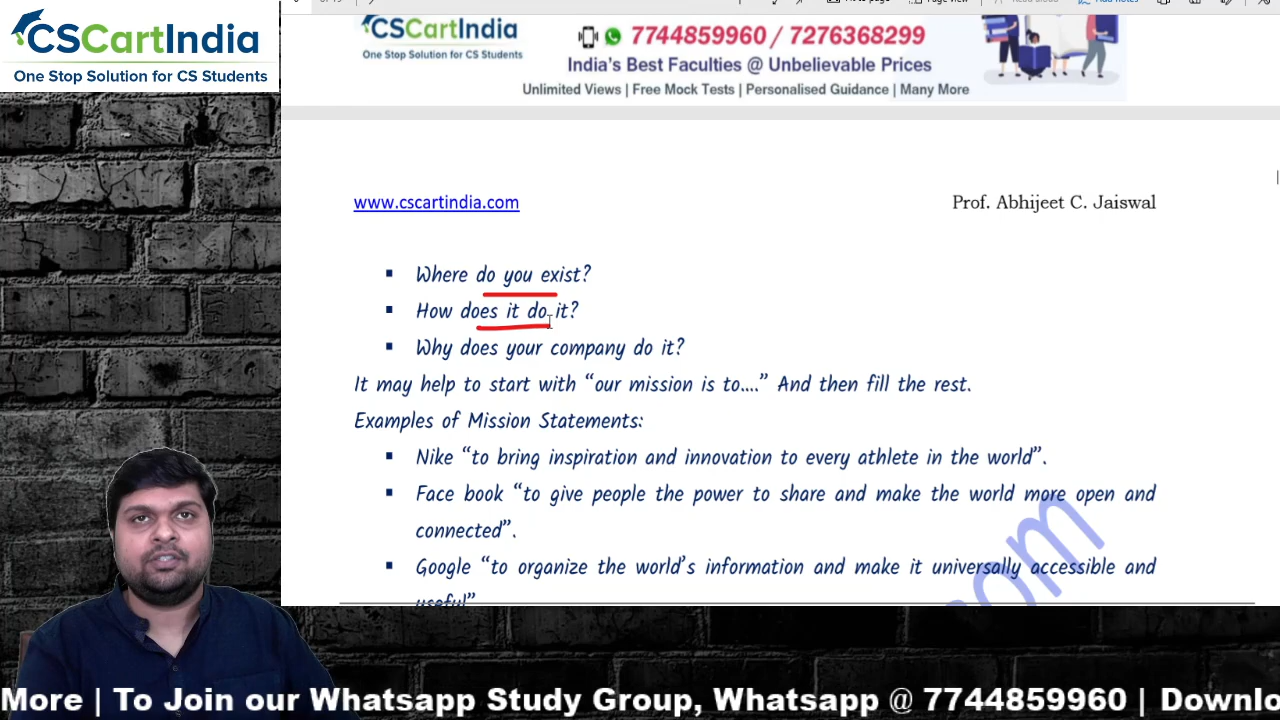 CSCartIndia
One Stop Solution for CS Students
CSCartIndia
One Stop Solution for CS Students
7744859960 / 7276368299
India's Best Faculties @ Unbelievable Prices
Unlimited Views | Free Mock Tests | Personalised Guidance | Many More
www.cscartindia.com
Prof. Abhijeet C. Jaiswal
▪ Where do you exist?
▪ How does it do it?
▪ Why does your company do it?
It may help to start with “our mission is to....” And then fill the rest.
Examples of Mission Statements:
▪ Nike “to bring inspiration and innovation to every athlete in the world”.
▪ Face book “to give people the power to share and make the world more open and
connected”.
▪ Google “to organize the world's information and make it universally accessible and
useful”
com
More | To Join our Whatsapp Study Group, Whatsapp @ 7744859960 | Downlo